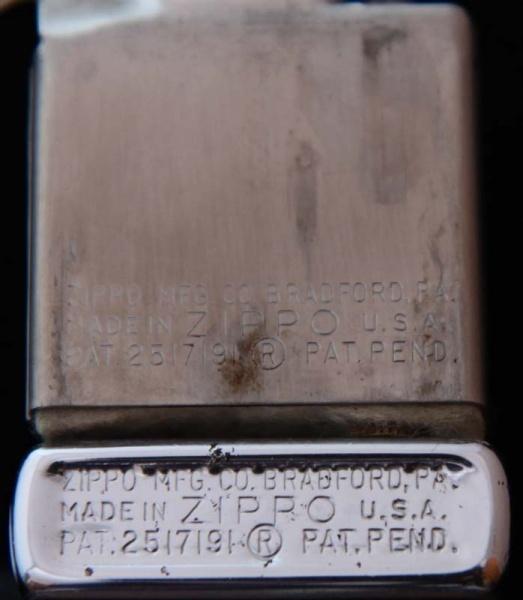 ZIPPO MFG. CO. BRADFORD, PA.
MADE IN ZIPPO U.S.A.
PAT. 2517191 ® PAT. PEND.
ZIPPO MFG. CO. BRADFORD, PA.
MADE IN ZIPPO U.S.A.
PAT. 2517191 ® PAT. PEND.